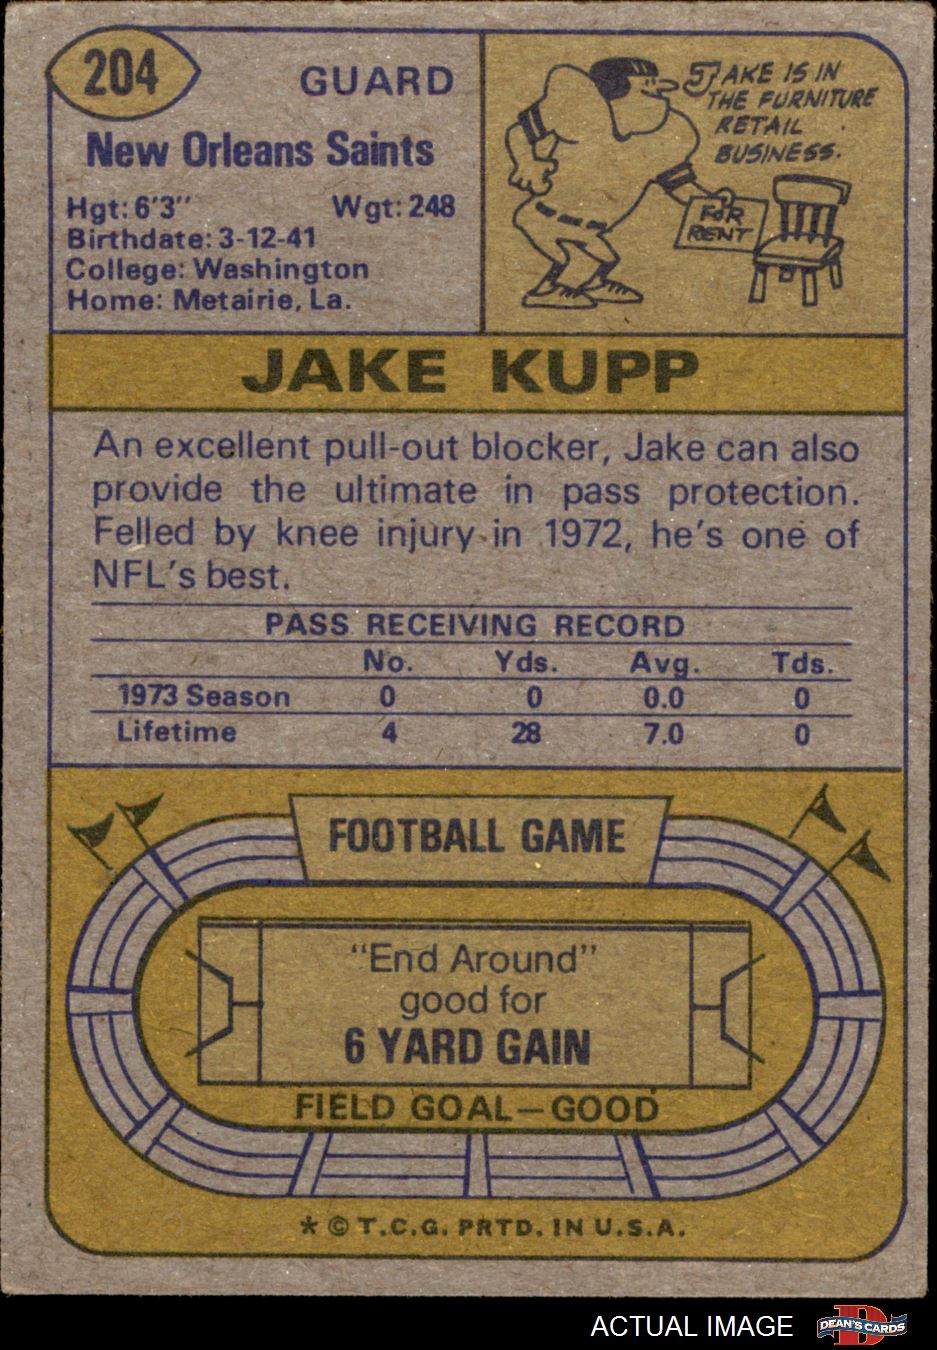 204
GUARD
New Orleans Saints
Hgt: 6'3" Wgt: 248
Birthdate: 3-12-41
College: Washington
Home: Metairie, La.
JAKE IS IN
THE FURNITURE
RETAIL
BUSINESS.
FOR
RENT
JAKE KUPP
An excellent pull-out blocker, Jake can also
provide the ultimate in pass protection.
Felled by knee injury in 1972, he's one of
NFL's best.
PASS RECEIVING RECORD
No. Yds. Avg. Tds.
1973 Season 0 0 0.0 0
Lifetime 4 28 7.0 0
FOOTBALL GAME
"End Around"
good for
6 YARD GAIN
FIELD GOAL—GOOD
* © T.C.G. PRTD. IN U.S.A.
ACTUAL IMAGE
DEAN'S CARDS